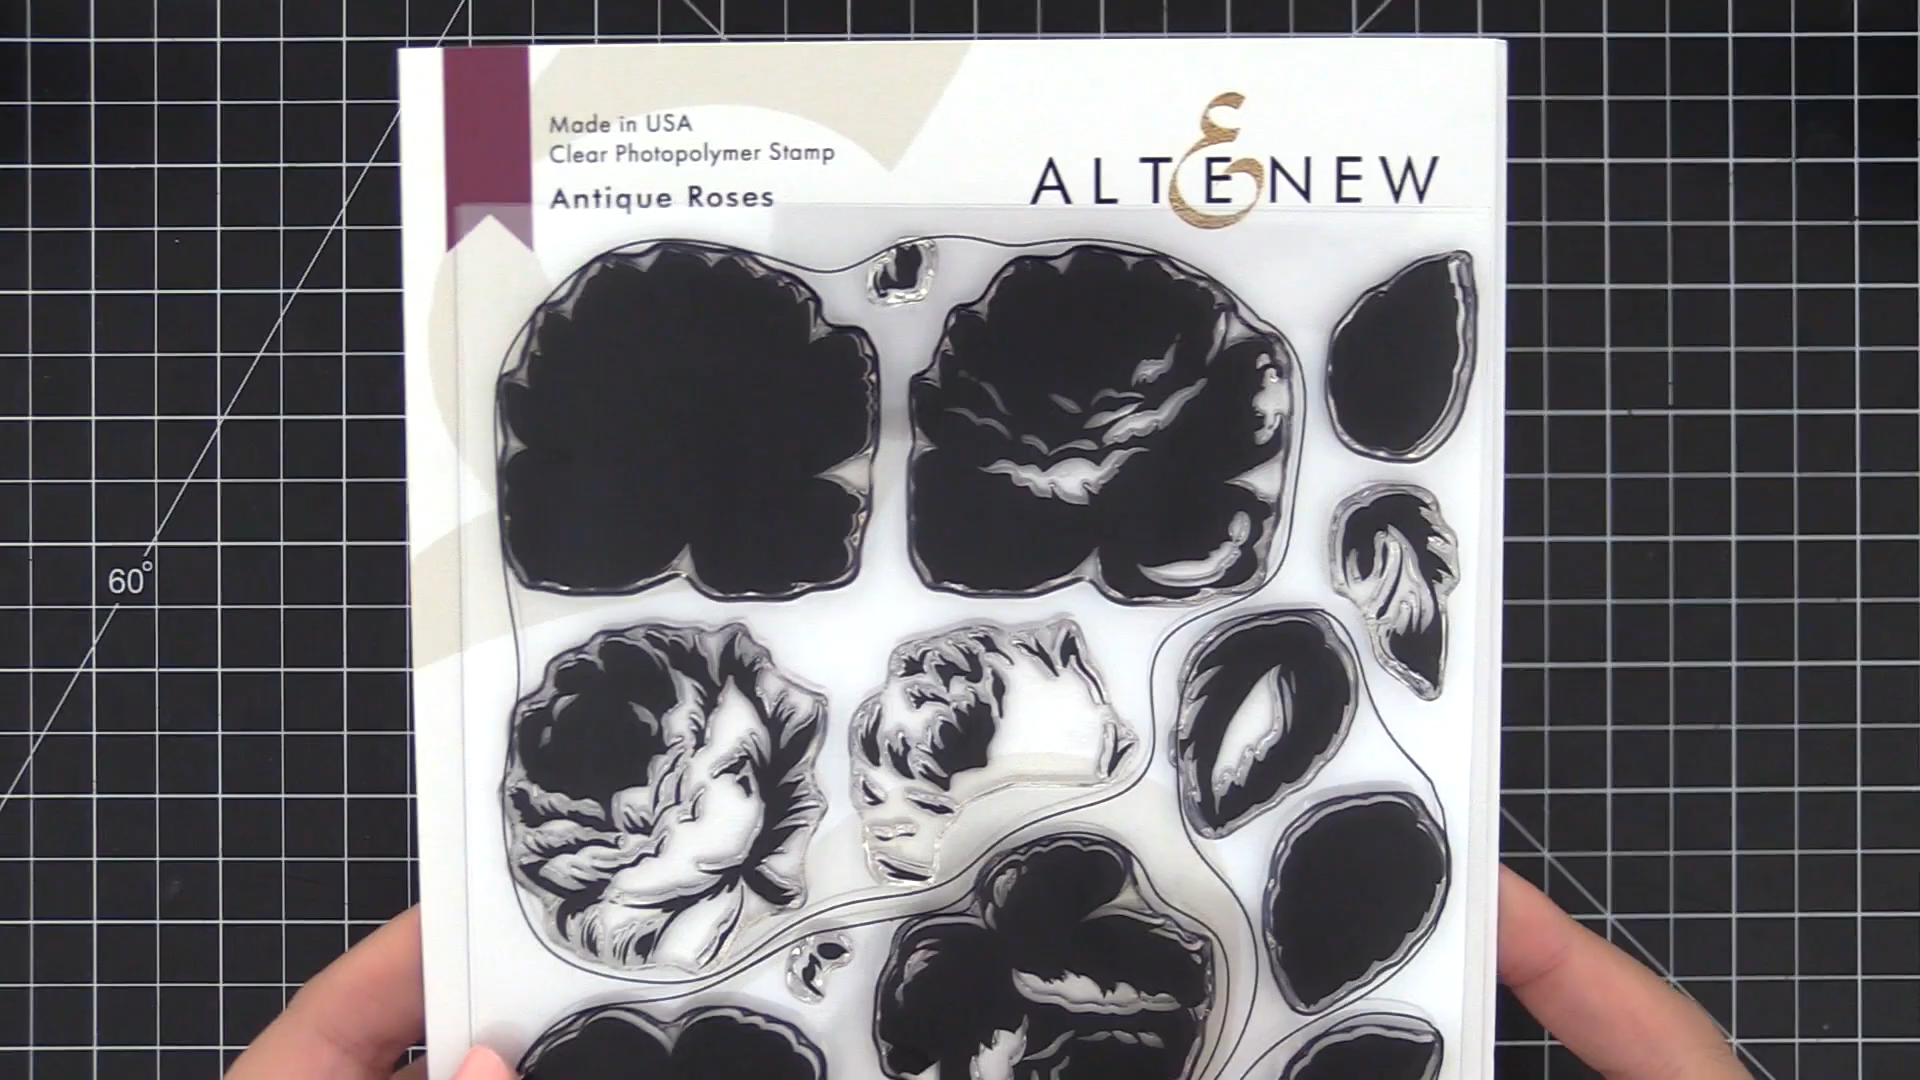 Made in USA
Clear Photopolymer Stamp
Antique Roses
ALTENEW
60°